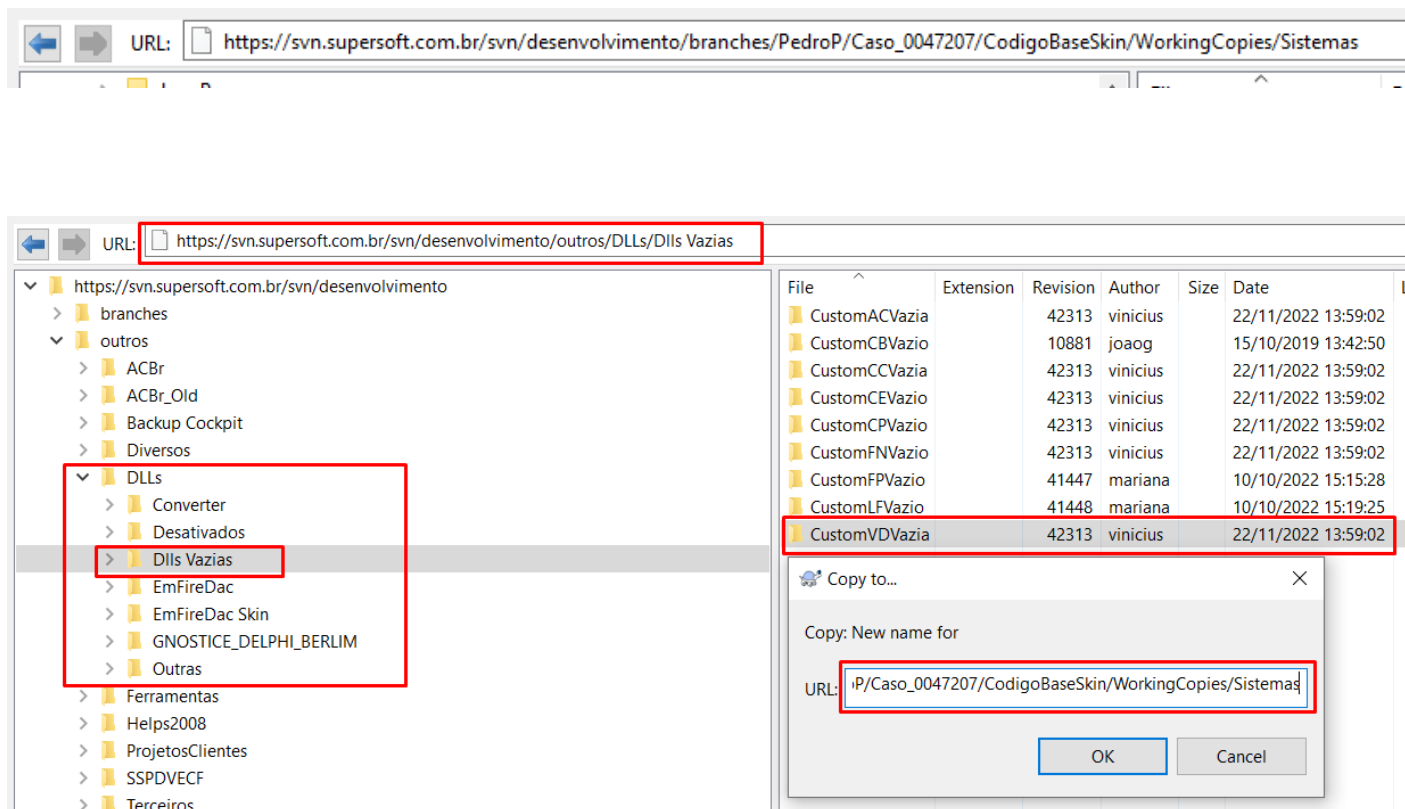 URL: https://svn.supersoft.com.br/svn/desenvolvimento/branches/PedroP/Caso_0047207/CodigoBaseSkin/WorkingCopies/Sistemas
URL: https://svn.supersoft.com.br/svn/desenvolvimento/outros/DLLs/Dlls Vazias
https://svn.supersoft.com.br/svn/desenvolvimento
branches
outros
ACBr
ACBr_Old
Backup Cockpit
Diversos
DLLs
Converter
Desativados
Dlls Vazias
EmFireDac
EmFireDac Skin
GNOSTICE_DELPHI_BERLIM
Outras
Ferramentas
Helps2008
ProjetosClientes
SSPDVECF
Terceiros
File Extension Revision Author Size Date
CustomACVazia 42313 vinicius 22/11/2022 13:59:02
CustomCBVazio 10881 joaog 15/10/2019 13:42:50
CustomCCVazia 42313 vinicius 22/11/2022 13:59:02
CustomCEVazio 42313 vinicius 22/11/2022 13:59:02
CustomCPVazio 42313 vinicius 22/11/2022 13:59:02
CustomFNVazio 42313 vinicius 22/11/2022 13:59:02
CustomFPVazio 41447 mariana 10/10/2022 15:15:28
CustomLFVazio 41448 mariana 10/10/2022 15:19:25
CustomVDVazia 42313 vinicius 22/11/2022 13:59:02
Copy to...
Copy: New name for
URL: P/Caso_0047207/CodigoBaseSkin/WorkingCopies/Sistemas
OK Cancel